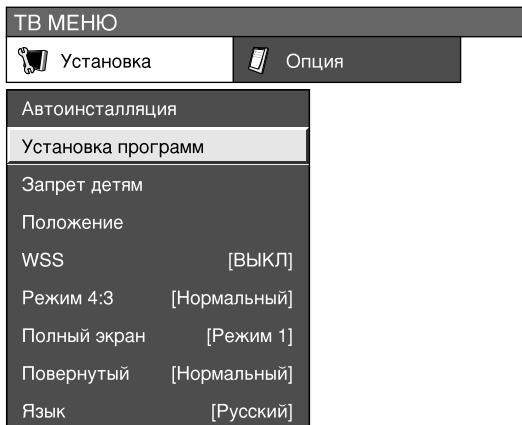 ТВ МЕНЮ
Установка Опция
Автоинсталляция
Установка программ
Запрет детям
Положение
WSS [ВЫКЛ]
Режим 4:3 [Нормальный]
Полный экран [Режим 1]
Повернутый [Нормальный]
Язык [Русский]